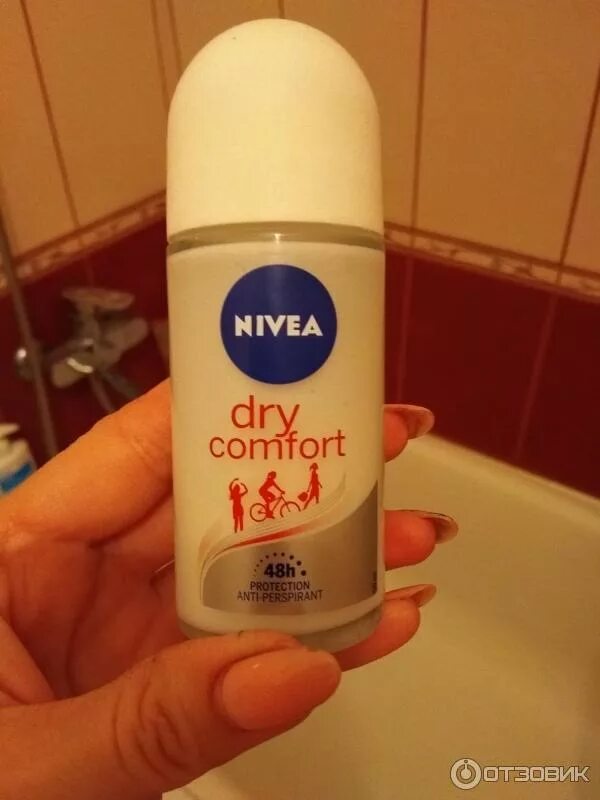 NIVEA
dry
comfort
48h
PROTECTION
ANTI-PERSPIRANT
ОТЗОВИК